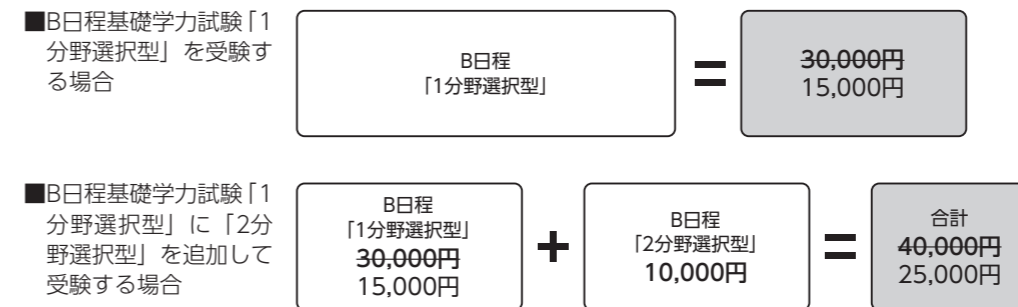 ■B日程基礎学力試験「1
分野選択型」を受験す
る場合
B日程
「1分野選択型」
=
30,000円
15,000円
■B日程基礎学力試験「1
分野選択型」に「2分
野選択型」を追加して
受験する場合
B日程
「1分野選択型」
30,000円
15,000円
+
B日程
「2分野選択型」
10,000円
=
合計
40,000円
25,000円